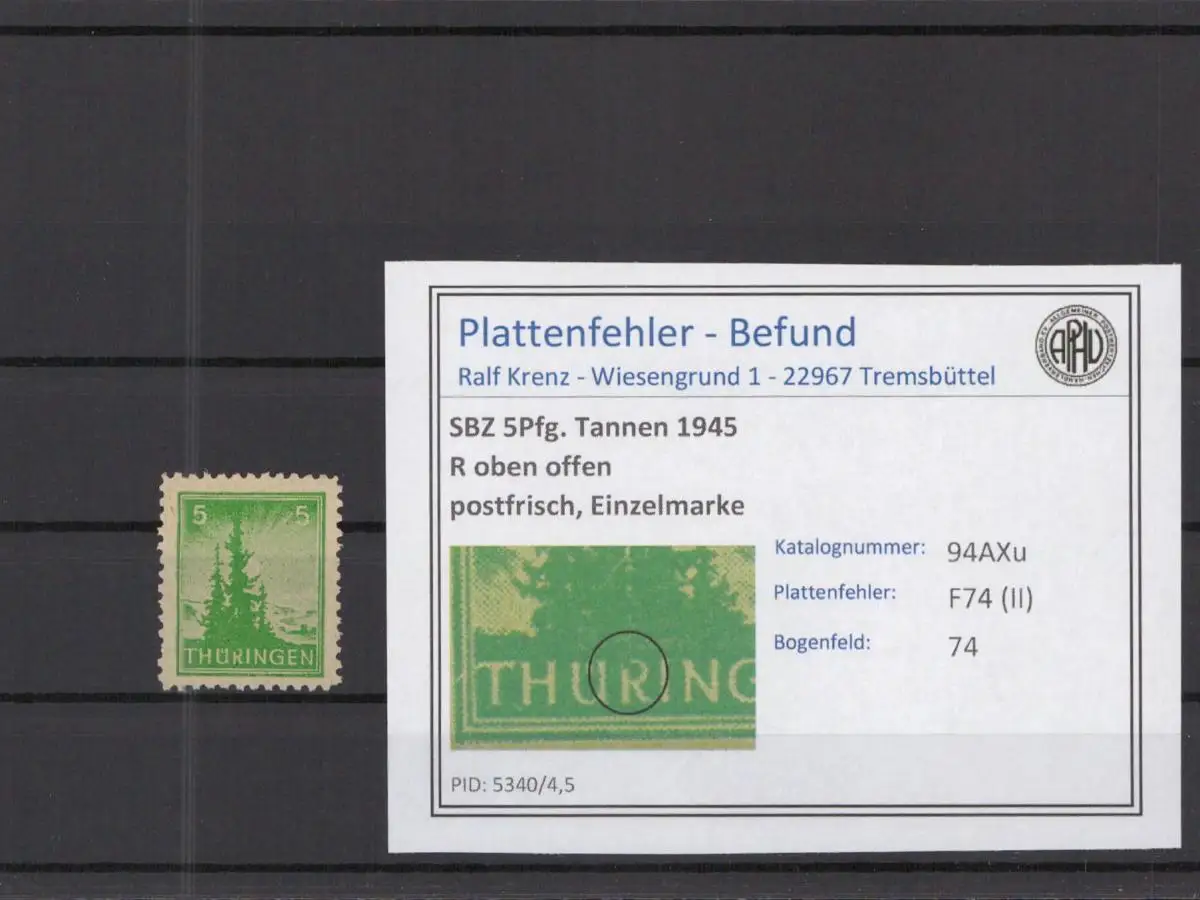 5 5
THÜRINGEN
Plattenfehler - Befund
Ralf Krenz - Wiesengrund 1 - 22967 Tremsbüttel
APHV
SBZ 5Pfg. Tannen 1945
R oben offen
postfrisch, Einzelmarke
THÜRING
Katalognummer: 94AXu
Plattenfehler: F74 (II)
Bogenfeld: 74
PID: 5340/4,5